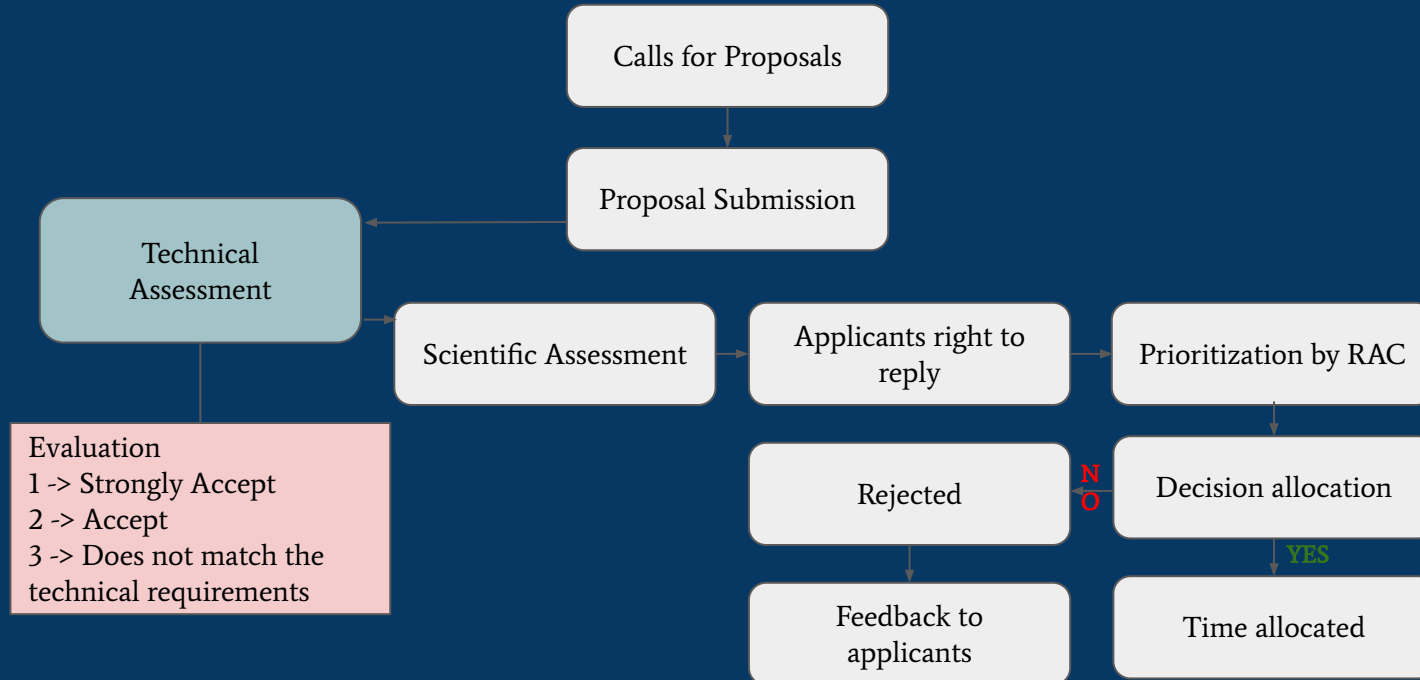 Calls for Proposals
Proposal Submission
Technical
Assessment
Scientific Assessment
Applicants right to
reply
Prioritization by RAC
Evaluation
1 -> Strongly Accept
2 -> Accept
3 -> Does not match the
technical requirements
Rejected
N
O
Decision allocation
YES
Feedback to
applicants
Time allocated